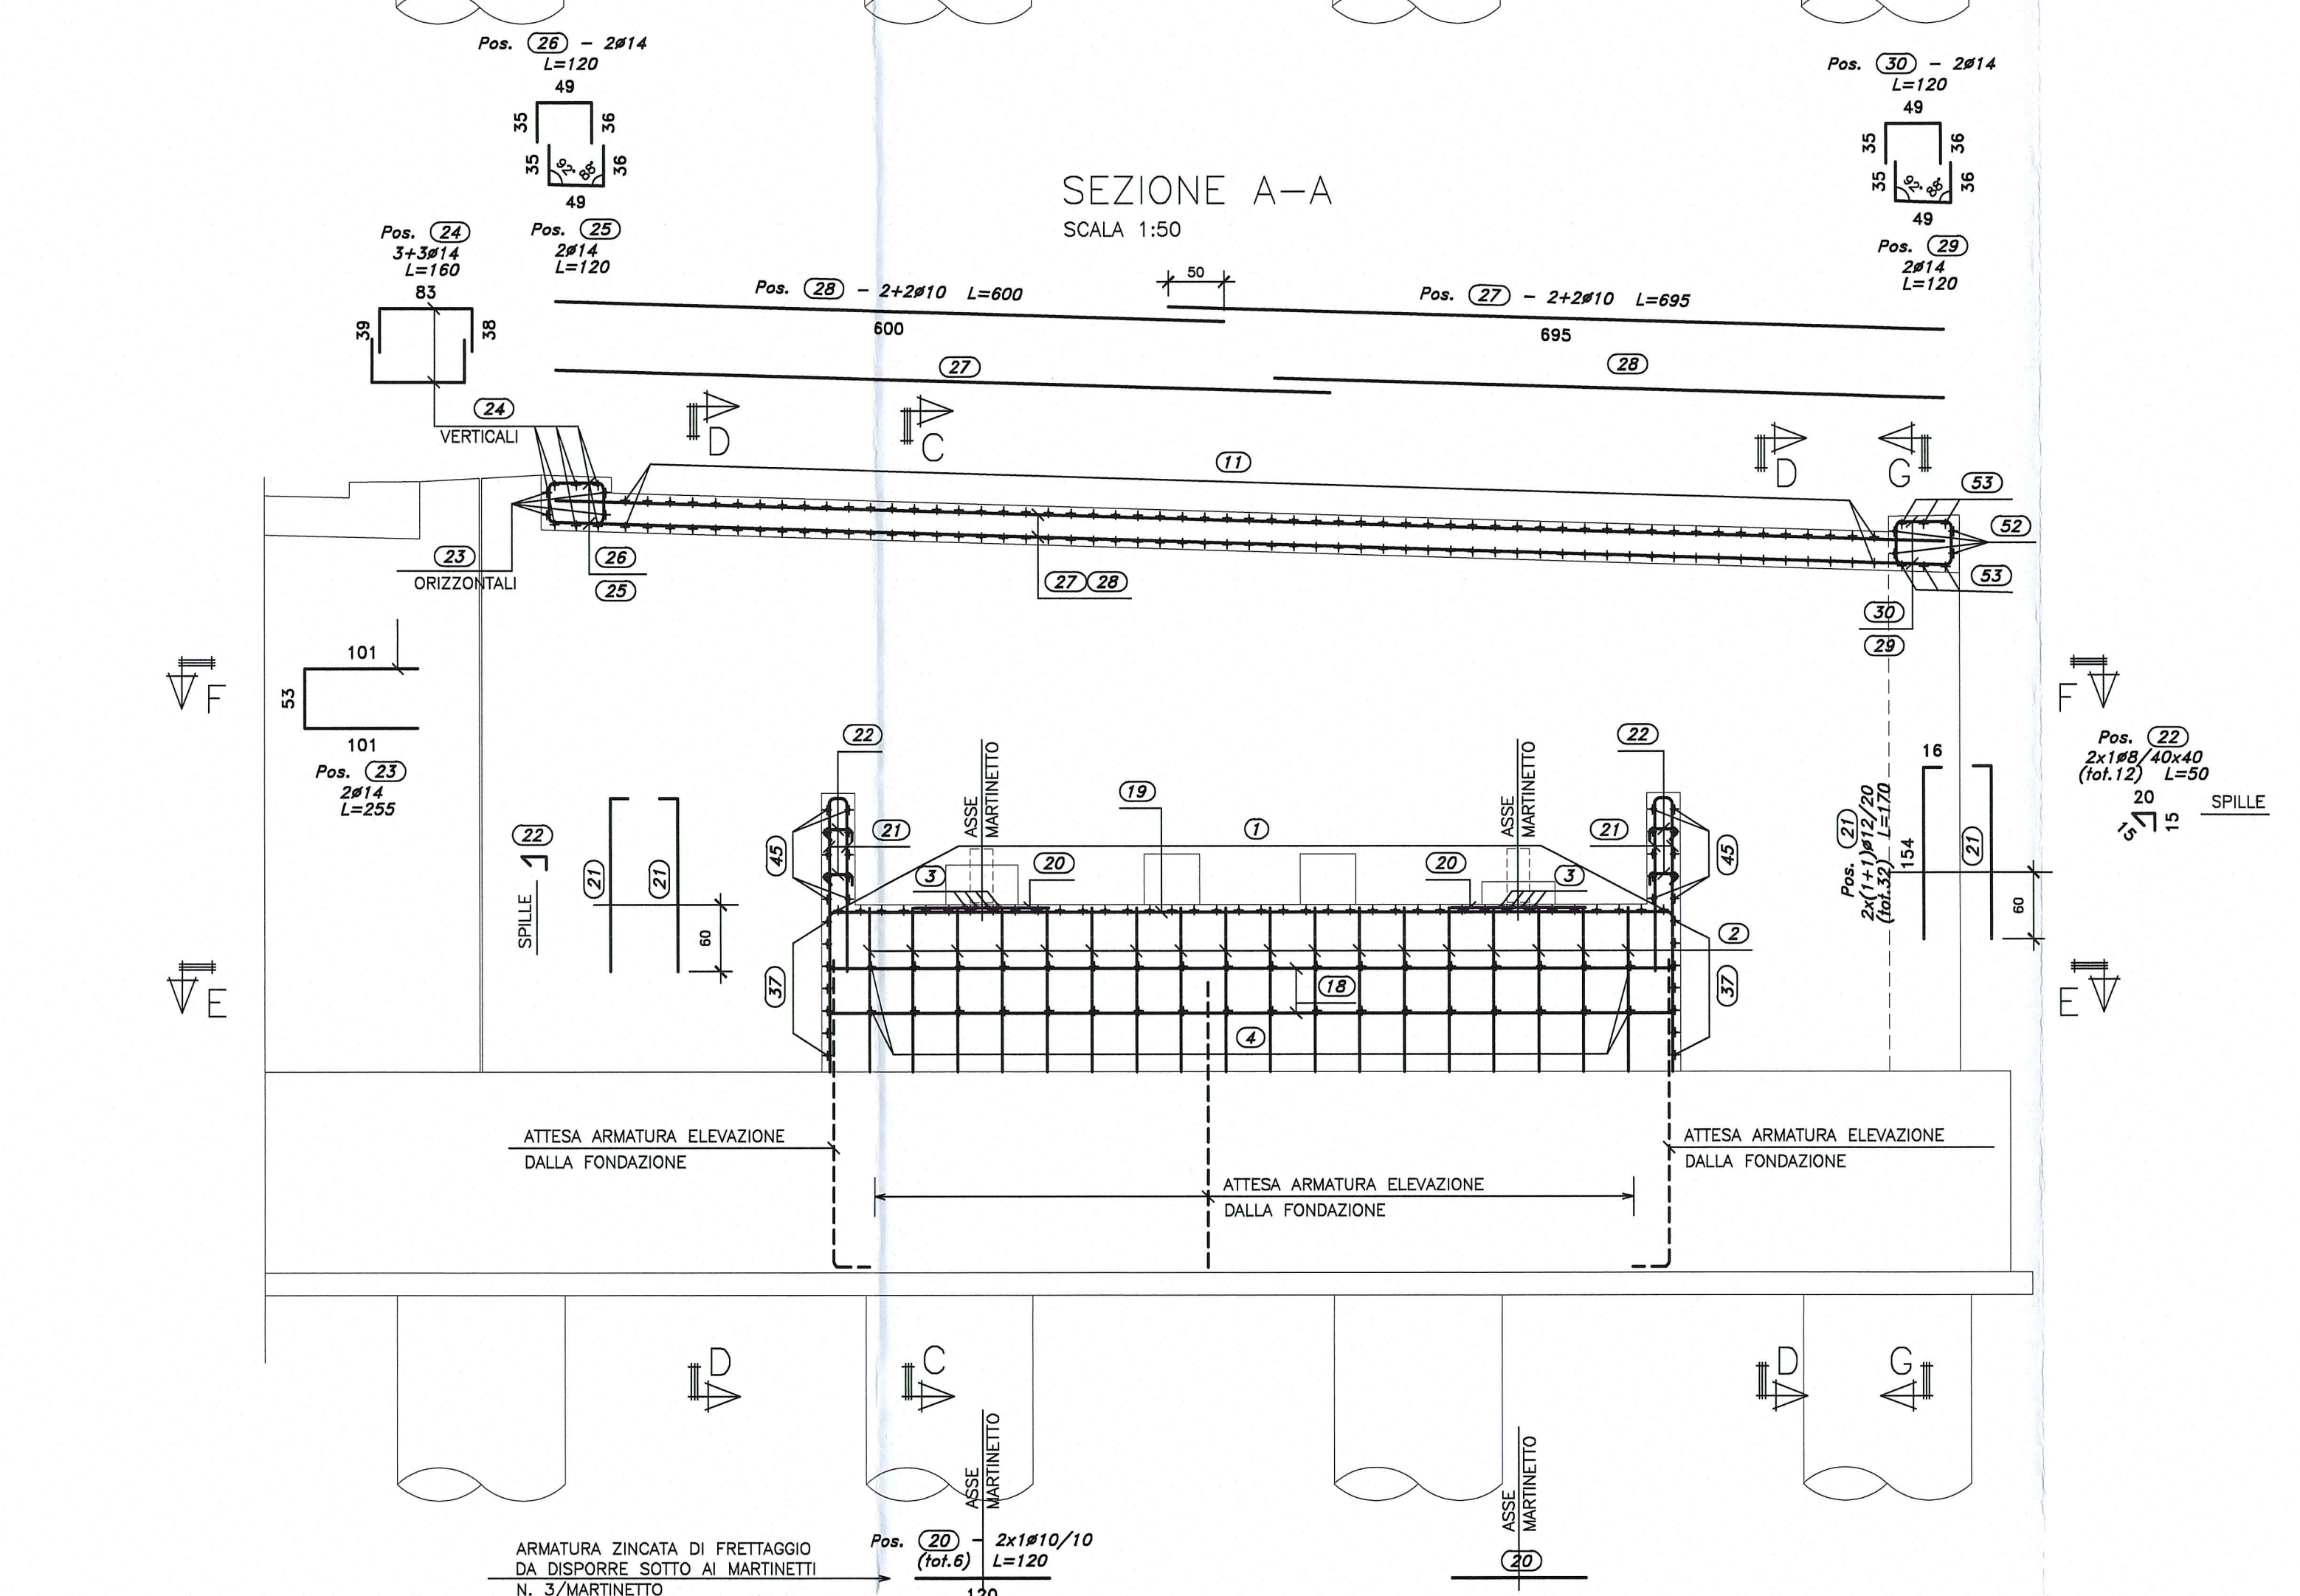 Pos. 26 - 2ø14
L=120
49
35
36
35
92°
88°
36
49
Pos. 25
2ø14
L=120
Pos. 30 - 2ø14
L=120
49
35
36
35
92°
88°
36
49
Pos. 29
2ø14
L=120
SEZIONE A-A
SCALA 1:50
Pos. 24
3+3ø14
L=160
83
39
38
Pos. 28 - 2+2ø10 L=600
600
50
Pos. 27 - 2+2ø10 L=695
695
27
28
24
VERTICALI
D
C
D
G
11
53
52
53
23
ORIZZONTALI
26
25
27 28
30
29
F
101
53
101
Pos. 23
2ø14
L=255
F
Pos. 22
2x1ø8/40x40
(tot.12) L=50
20
15
15
SPILLE
22
22
ASSE
MARTINETTO
ASSE
MARTINETTO
19
1
21
21
45
45
20
20
3
3
22
SPILLE
21
21
60
Pos. 21
2x(1+1)ø12/20
(tot.32) L=170
16
154
21
60
2
37
37
18
4
E
E
ATTESA ARMATURA ELEVAZIONE
DALLA FONDAZIONE
ATTESA ARMATURA ELEVAZIONE
DALLA FONDAZIONE
ATTESA ARMATURA ELEVAZIONE
DALLA FONDAZIONE
D
C
D
G
ASSE
MARTINETTO
ASSE
MARTINETTO
ARMATURA ZINCATA DI FRETTAGGIO
DA DISPORRE SOTTO AI MARTINETTI
N. 3/MARTINETTO
Pos. 20 - 2x1ø10/10
(tot.6) L=120
120
20